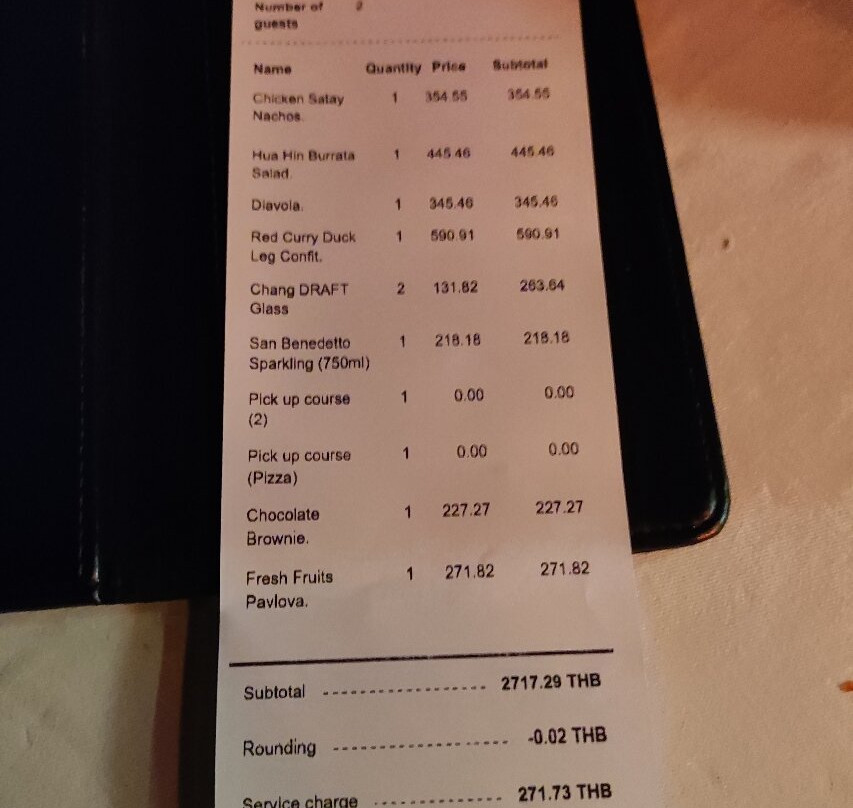 Number of 2
guests
Name Quantity Price Subtotal
Chicken Satay 1 354.55 354.55
Nachos.
Hua Hin Burrata 1 445.46 445.46
Salad.
Diavola. 1 345.46 345.46
Red Curry Duck 1 590.91 590.91
Leg Confit.
Chang DRAFT 2 131.82 263.64
Glass
San Benedetto 1 218.18 218.18
Sparkling (750ml)
Pick up course 1 0.00 0.00
(2)
Pick up course 1 0.00 0.00
(Pizza)
Chocolate 1 227.27 227.27
Brownie.
Fresh Fruits 1 271.82 271.82
Pavlova.
Subtotal ------------------ 2717.29 THB
Rounding ------------------- -0.02 THB
Service charge -------------- 271.73 THB